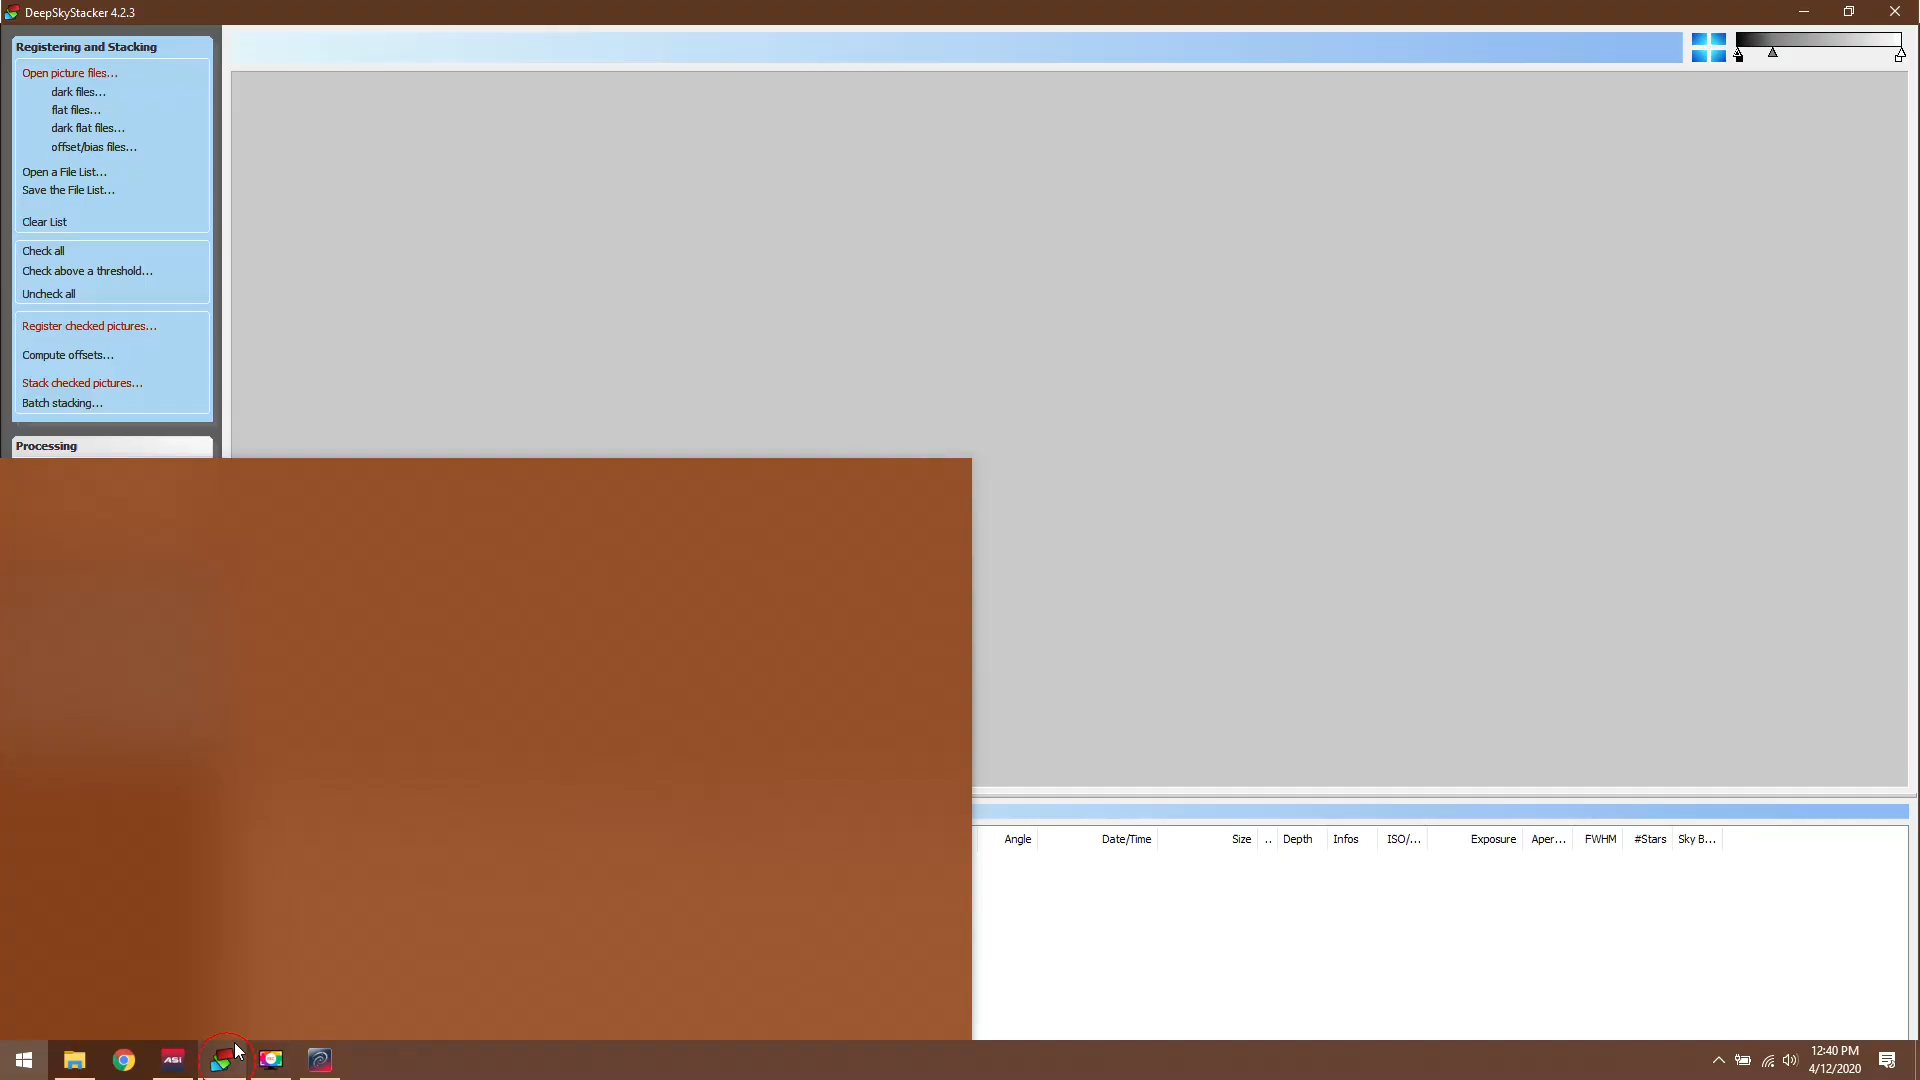 DeepSkyStacker 4.2.3
Registering and Stacking
Open picture files...
dark files...
flat files...
dark flat files...
offset/bias files...
Open a File List...
Save the File List...
Clear List
Check all
Check above a threshold...
Uncheck all
Register checked pictures...
Compute offsets...
Stack checked pictures...
Batch stacking...
Processing
Angle Date/Time Size .. Depth Infos ISO/... Exposure Aper... FWHM #Stars Sky B...
ASI
12:40 PM
4/12/2020